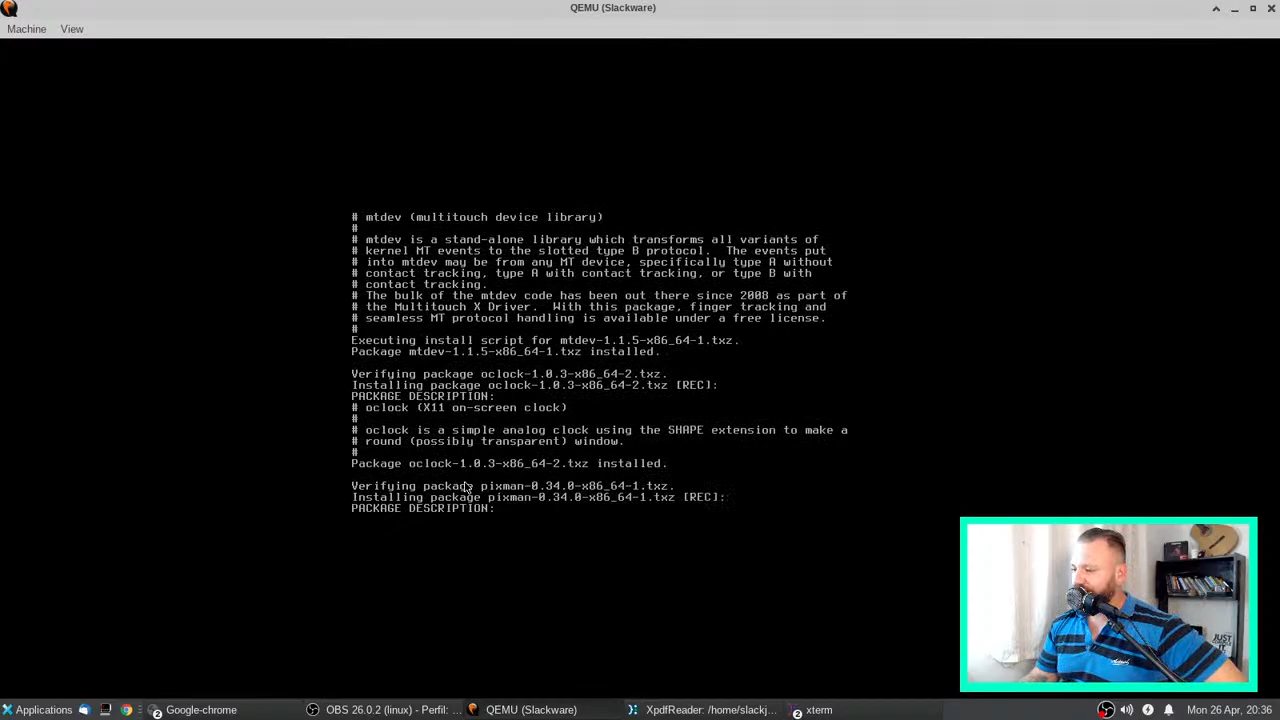 QEMU (Slackware)
Machine View
# mtdev (multitouch device library)
#
# mtdev is a stand-alone library which transforms all variants of
# kernel MT events to the slotted type B protocol.  The events put
# into mtdev may be from any MT device, specifically type A without
# contact tracking, type A with contact tracking, or type B with
# contact tracking.
# The bulk of the mtdev code has been out there since 2008 as part of
# the Multitouch X Driver.  With this package, finger tracking and
# seamless MT protocol handling is available under a free license.
#
Executing install script for mtdev-1.1.5-x86_64-1.txz.
Package mtdev-1.1.5-x86_64-1.txz installed.
Verifying package oclock-1.0.3-x86_64-2.txz.
Installing package oclock-1.0.3-x86_64-2.txz [REC]:
PACKAGE DESCRIPTION:
# oclock (X11 on-screen clock)
#
# oclock is a simple analog clock using the SHAPE extension to make a
# round (possibly transparent) window.
#
Package oclock-1.0.3-x86_64-2.txz installed.
Verifying package pixman-0.34.0-x86_64-1.txz.
Installing package pixman-0.34.0-x86_64-1.txz [REC]:
PACKAGE DESCRIPTION:
JUST
Applications 2 Google-chrome OBS 26.0.2 (linux) - Perfil: ... QEMU (Slackware) XpdfReader: /home/slackj... 2 xterm Mon 26 Apr, 20:36